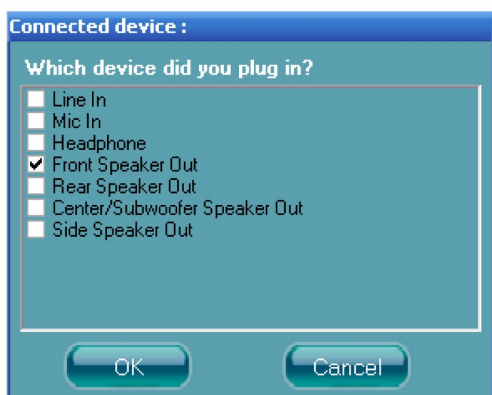 Connected device :
Which device did you plug in?
Line In
Mic In
Headphone
Front Speaker Out
Rear Speaker Out
Center/Subwoofer Speaker Out
Side Speaker Out
OK
Cancel